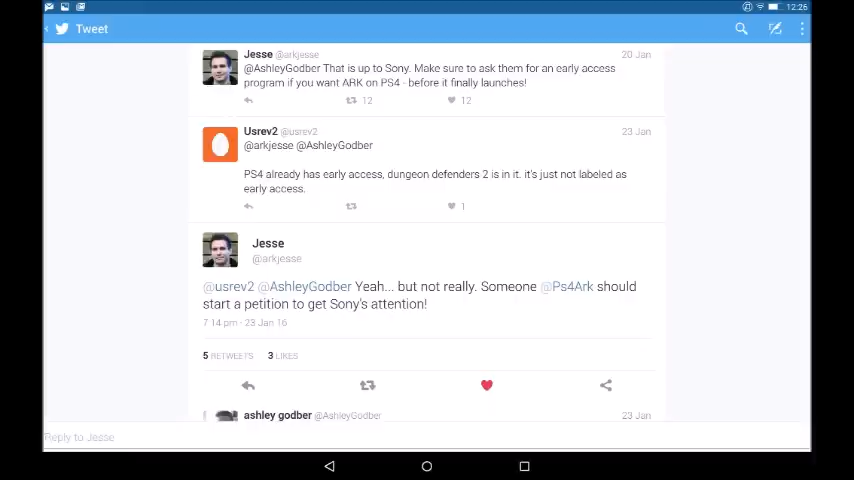 12:26
Tweet
Jesse @arkjesse 20 Jan
@AshleyGodber That is up to Sony. Make sure to ask them for an early access
program if you want ARK on PS4 - before it finally launches!
12 12
Usrev2 @usrev2 23 Jan
@arkjesse @AshleyGodber
PS4 already has early access, dungeon defenders 2 is in it. it's just not labeled as
early access.
1
Jesse
@arkjesse
@usrev2 @AshleyGodber Yeah... but not really. Someone @Ps4Ark should
start a petition to get Sony's attention!
7:14 pm · 23 Jan 16
5 RETWEETS 3 LIKES
ashley godber @AshleyGodber 23 Jan
Reply to Jesse